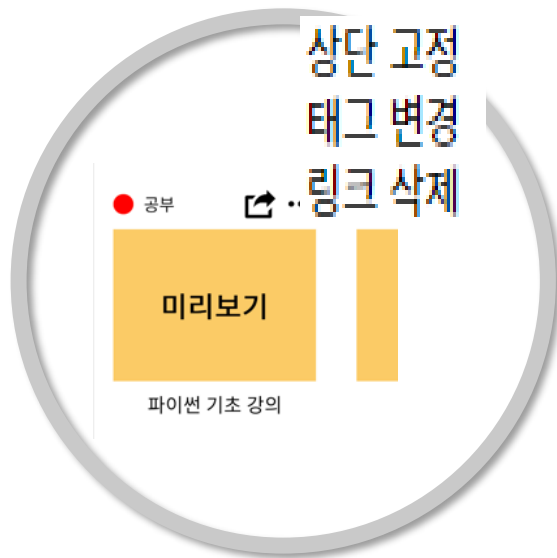 상단 고정
태그 변경
링크 삭제
공부
미리보기
파이썬 기초 강의